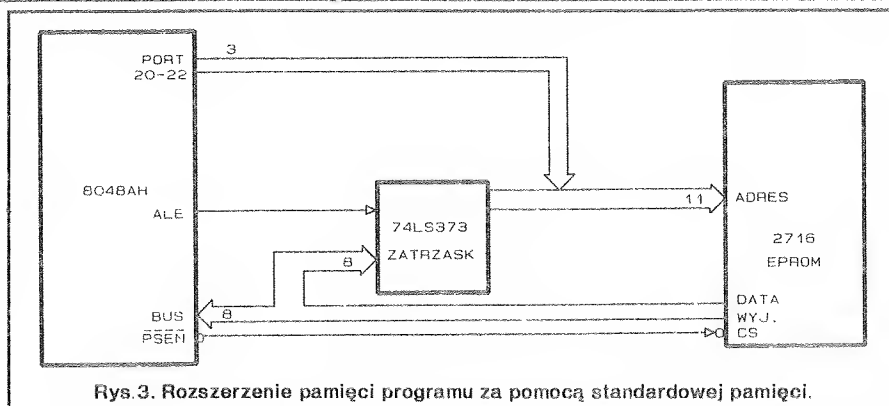 PORT
20-22
3
8048AH
ALE
BUS
8
PSEN
74LS373
ZATRZASK
8
11
ADRES
2716
EPROM
DATA
WYJ.
CS
Rys.3. Rozszerzenie pamięci programu za pomocą standardowej pamięci.